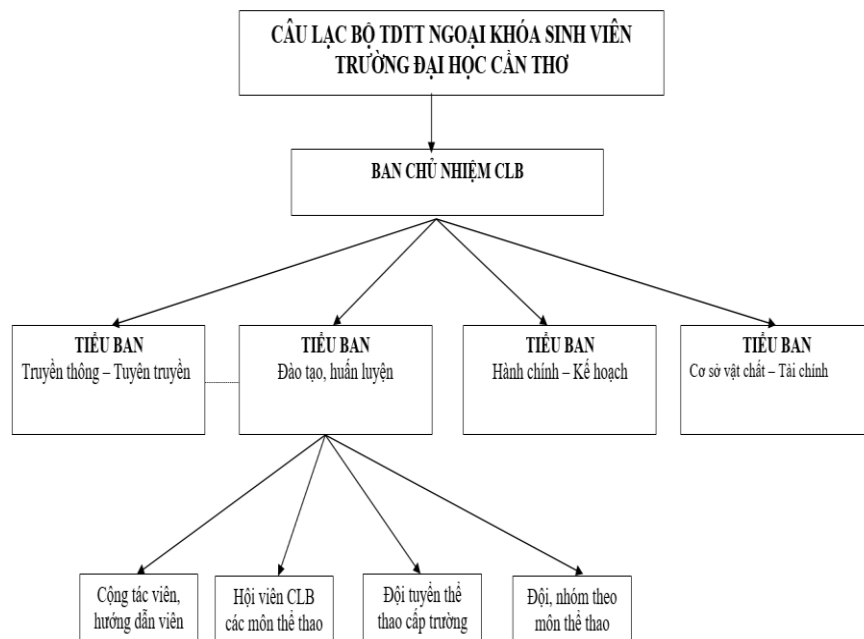 CÂU LẠC BỘ TDTT NGOẠI KHÓA SINH VIÊN
TRƯỜNG ĐẠI HỌC CẦN THƠ
BAN CHỦ NHIỆM CLB
TIỂU BAN
Truyền thông – Tuyên truyền
TIỂU BAN
Đào tạo, huấn luyện
TIỂU BAN
Hành chính – Kế hoạch
TIỂU BAN
Cơ sở vật chất – Tài chính
Cộng tác viên,
hướng dẫn viên
Hội viên CLB
các môn thể thao
Đội tuyển thể
thao cấp trường
Đội, nhóm theo
môn thể thao